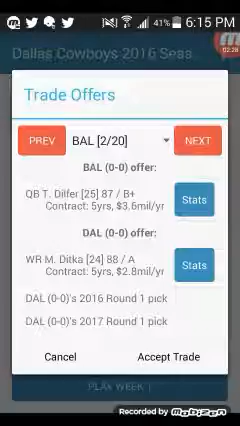 41% 6:15 PM
Dallas Cowboys 2016 Seas
02:28
Trade Offers
PREV BAL [2/20] NEXT
BAL (0-0) offer:
QB T. Dilfer [25] 87 / B+
Contract: 5yrs, $3.6mil/yr
Stats
DAL (0-0) offer:
WR M. Ditka [24] 88 / A
Contract: 5yrs, $2.8mil/yr
Stats
DAL (0-0)'s 2016 Round 1 pick
DAL (0-0)'s 2017 Round 1 pick
Cancel Accept Trade
PLAY WEEK 1
Recorded by mobizen